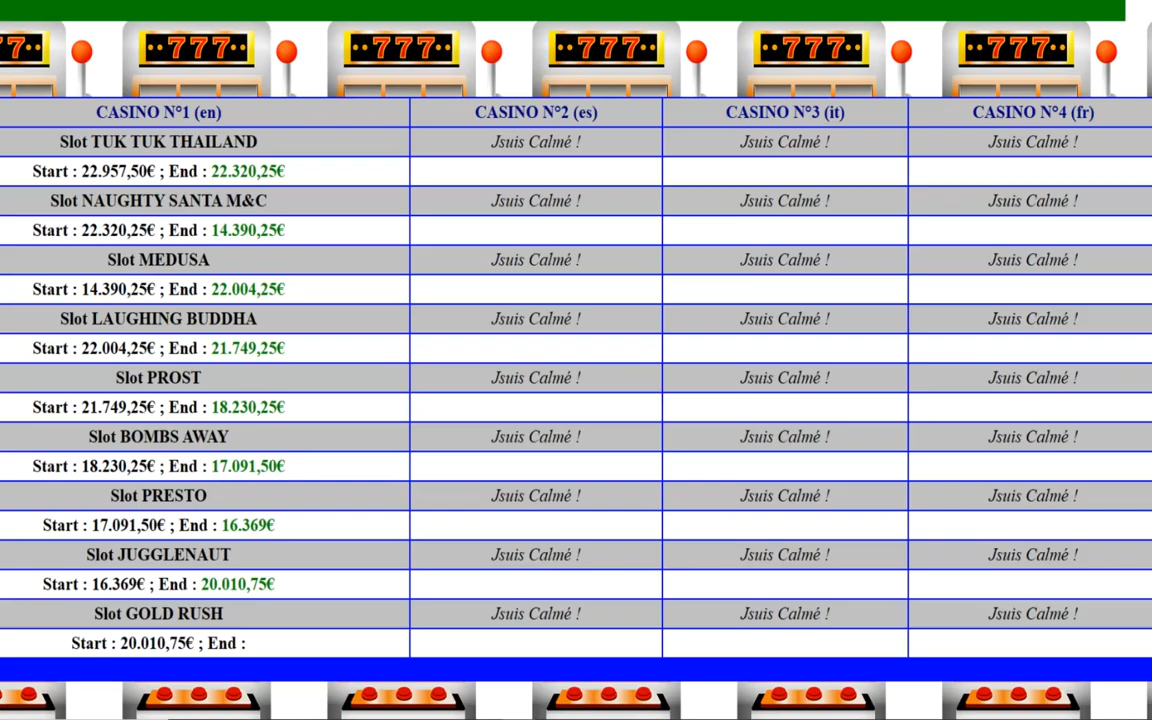 77·· ··777·· ··777·· ··777·· ··777·· ··777··
CASINO N°1 (en) CASINO N°2 (es) CASINO N°3 (it) CASINO N°4 (fr)
Slot TUK TUK THAILAND Jsuis Calmé ! Jsuis Calmé ! Jsuis Calmé !
Start : 22.957,50€ ; End : 22.320,25€
Slot NAUGHTY SANTA M&C Jsuis Calmé ! Jsuis Calmé ! Jsuis Calmé !
Start : 22.320,25€ ; End : 14.390,25€
Slot MEDUSA Jsuis Calmé ! Jsuis Calmé ! Jsuis Calmé !
Start : 14.390,25€ ; End : 22.004,25€
Slot LAUGHING BUDDHA Jsuis Calmé ! Jsuis Calmé ! Jsuis Calmé !
Start : 22.004,25€ ; End : 21.749,25€
Slot PROST Jsuis Calmé ! Jsuis Calmé ! Jsuis Calmé !
Start : 21.749,25€ ; End : 18.230,25€
Slot BOMBS AWAY Jsuis Calmé ! Jsuis Calmé ! Jsuis Calmé !
Start : 18.230,25€ ; End : 17.091,50€
Slot PRESTO Jsuis Calmé ! Jsuis Calmé ! Jsuis Calmé !
Start : 17.091,50€ ; End : 16.369€
Slot JUGGLENAUT Jsuis Calmé ! Jsuis Calmé ! Jsuis Calmé !
Start : 16.369€ ; End : 20.010,75€
Slot GOLD RUSH Jsuis Calmé ! Jsuis Calmé ! Jsuis Calmé !
Start : 20.010,75€ ; End :